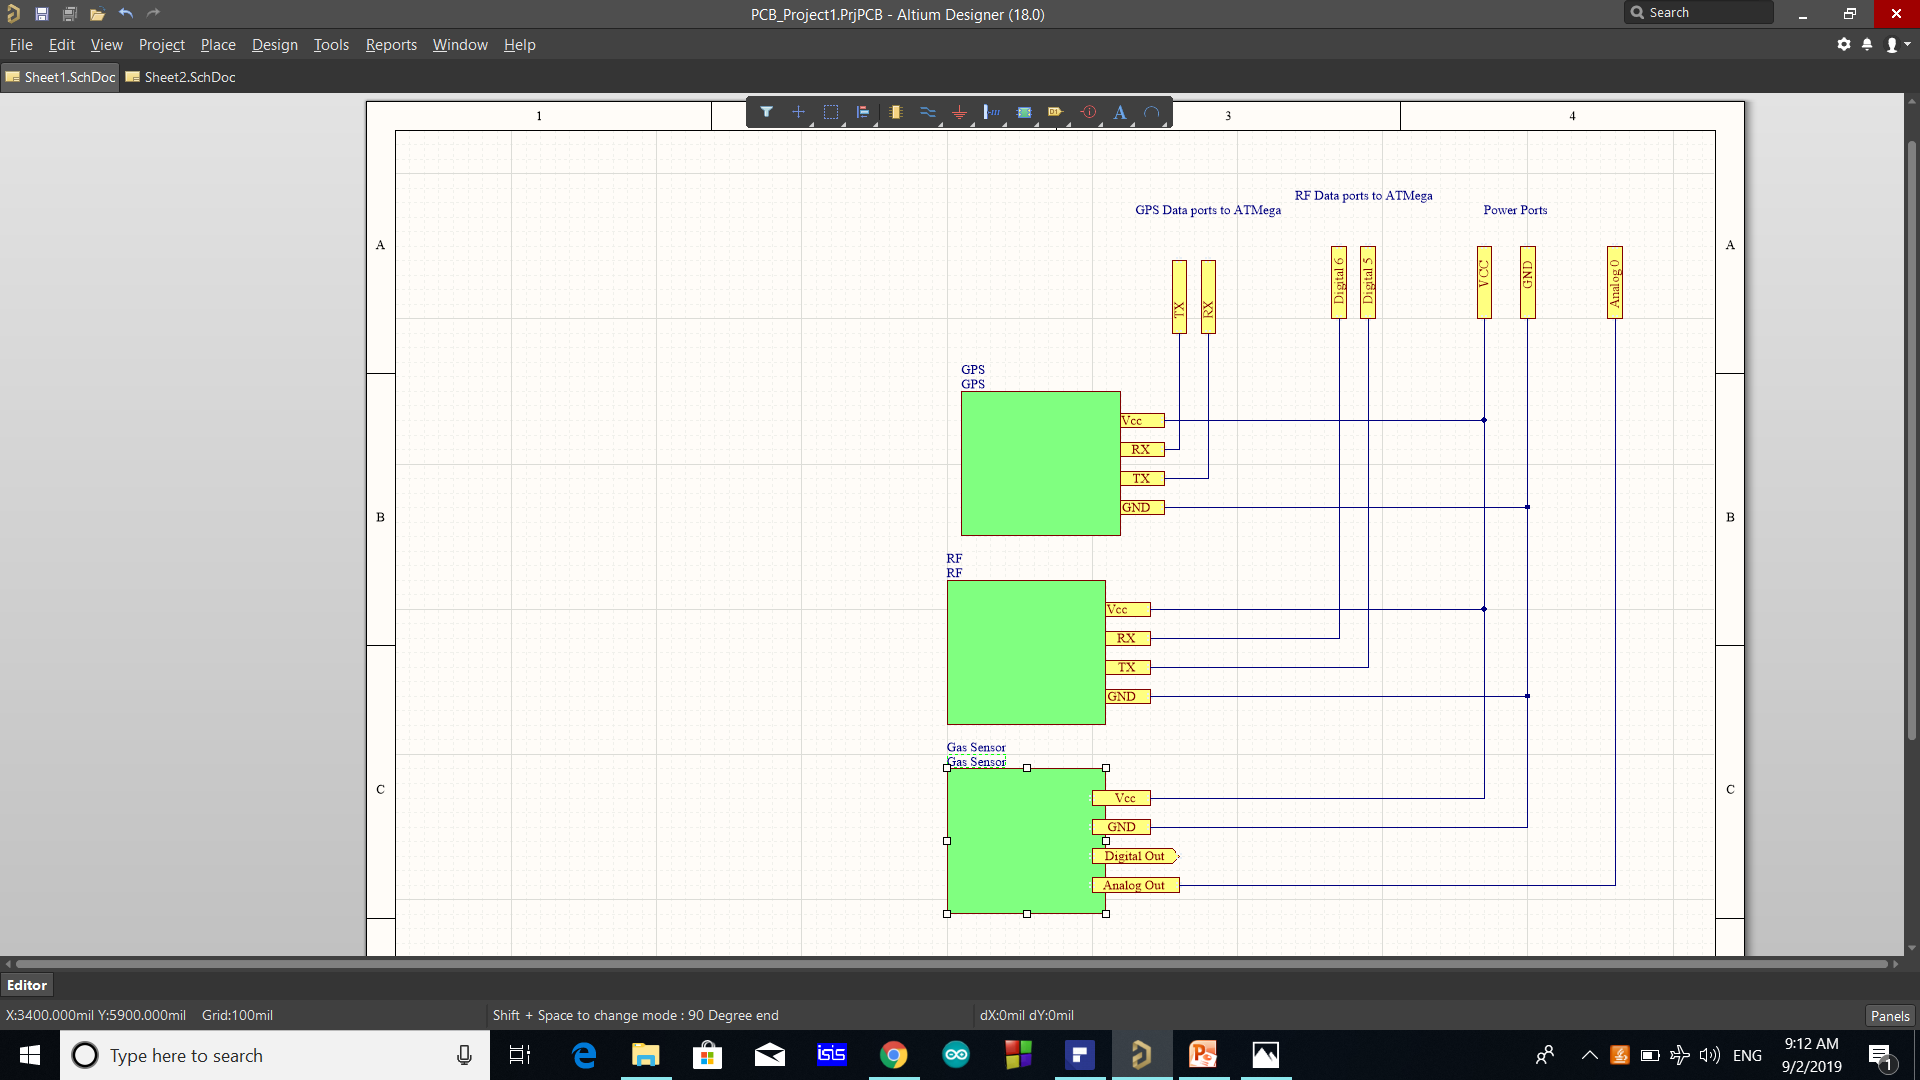 PCB_Project1.PrjPCB - Altium Designer (18.0)
Search
File Edit View Project Place Design Tools Reports Window Help
Sheet1.SchDoc Sheet2.SchDoc
1
3
4
RF Data ports to ATMega
GPS Data ports to ATMega
Power Ports
A
A
TX
RX
Digital 6
Digital 5
VCC
GND
Analog 0
GPS
GPS
Vcc
RX
TX
GND
B
B
RF
RF
Vcc
RX
TX
GND
Gas Sensor
Gas Sensor
C
C
Vcc
GND
Digital Out
Analog Out
Editor
X:3400.000mil Y:5900.000mil Grid:100mil
Shift + Space to change mode : 90 Degree end
dX:0mil dY:0mil
Panels
Type here to search
isis
ENG
9:12 AM
9/2/2019
1